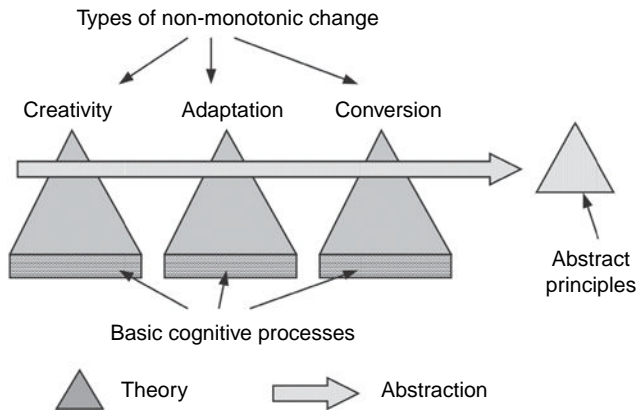 Types of non-monotonic change
Creativity Adaptation Conversion
Abstract
principles
Basic cognitive processes
Theory Abstraction